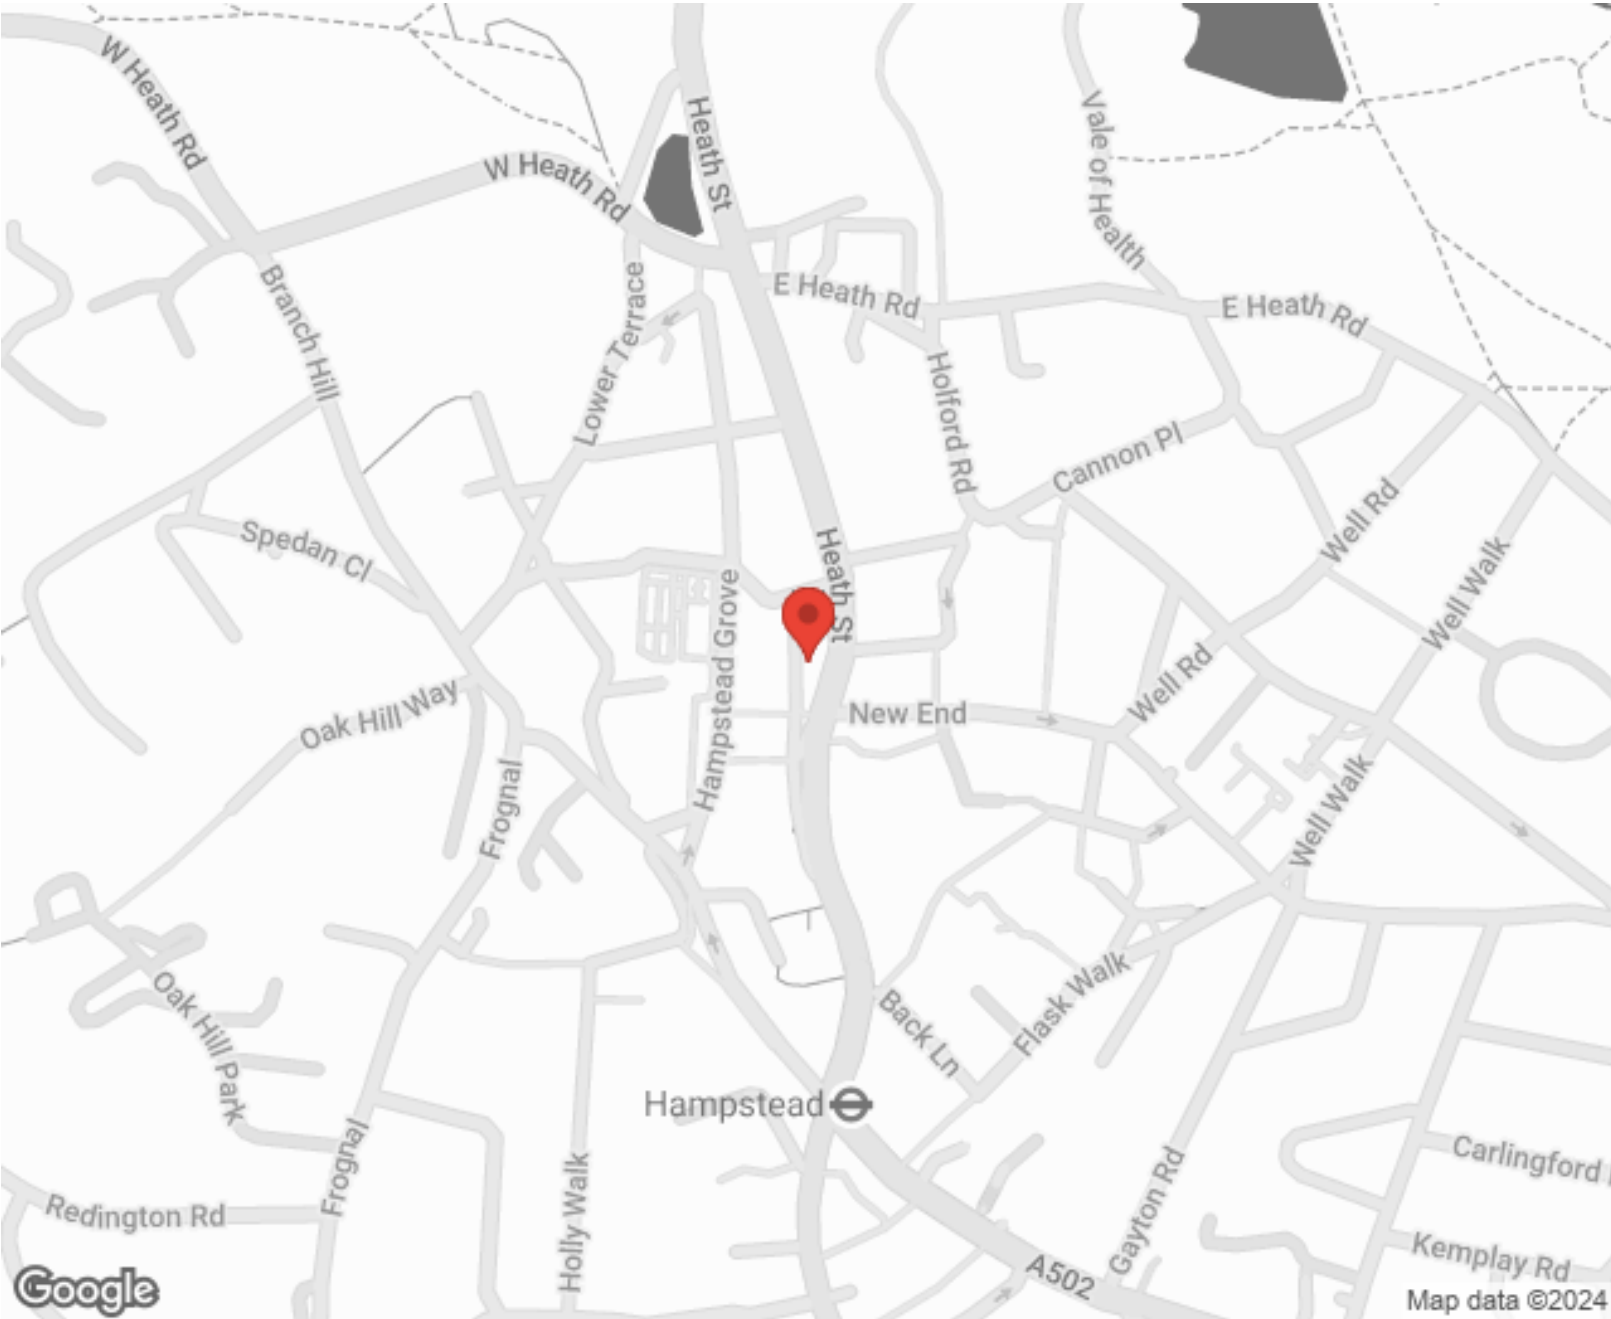 W Heath Rd
Heath St
W Heath Rd
Vale of Health
Branch Hill
Lower Terrace
E Heath Rd
E Heath Rd
Holford Rd
Cannon Pl
Well Rd
Spedan Cl
Heath St
Well Walk
Hampstead Grove
Oak Hill Way
Well Rd
New End
Frognal
Well Walk
Oak Hill Park
Back Ln
Flask Walk
Hampstead
Frognal
Holly Walk
Redington Rd
Gayton Rd
Carlingford
Kemplay Rd
A502
Google
Map data ©2024